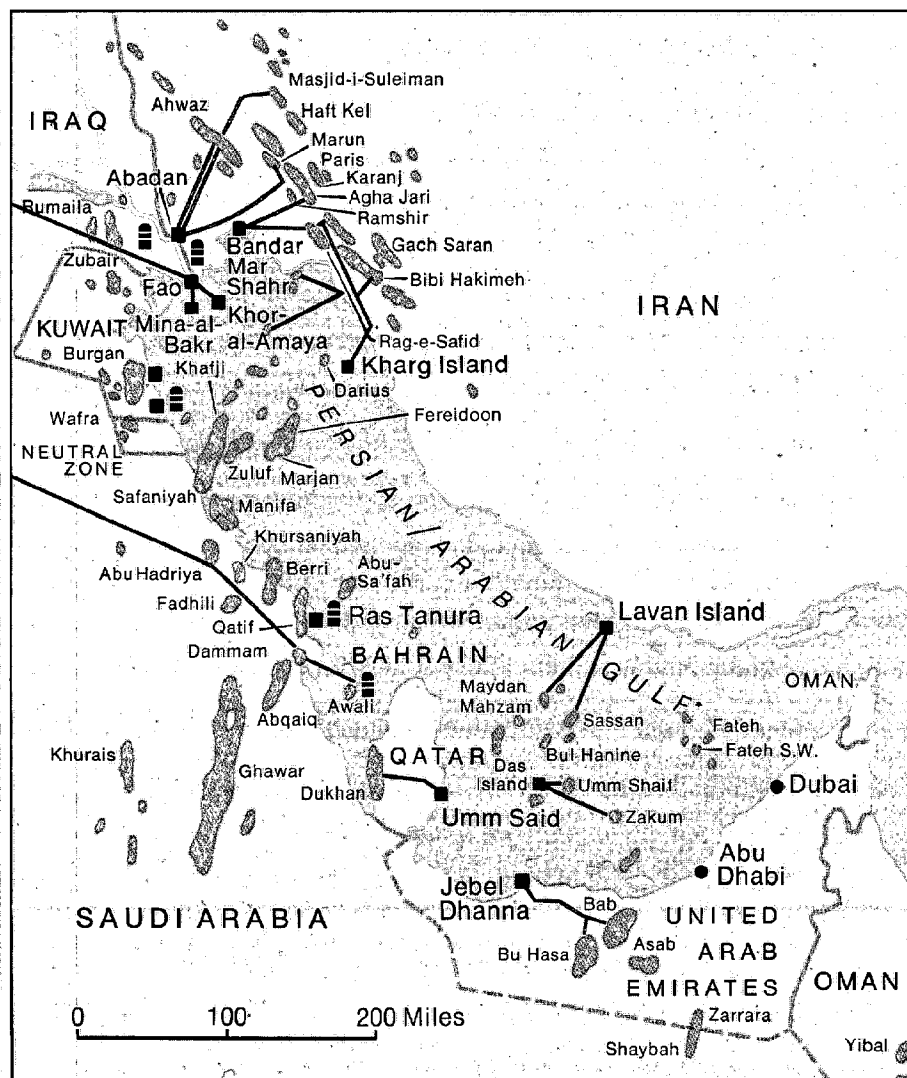 Masjid-i-Suleiman
Ahwaz
Haft Kel
IRAQ
Marun
Paris
Abadan
Karanj
Agha Jari
Rumaila
Ramshir
Zubair
Bandar
Mar
Shahr
Gach Saran
Bibi Hakimeh
Fao
IRAN
KUWAIT
Mina-al-
Bakr
Khor-
al-Amaya
Rag-e-Safid
Burgan
Khafji
Kharg Island
Darius
Wafra
Fereidoon
NEUTRAL
ZONE
Zuluf
Marjan
PERSIAN/ARABIAN GULF
Safaniyah
Manifa
Khursaniyah
Abu Hadriya
Berri
Abu-
Sa'fah
Fadhili
Lavan Island
Qatif
Ras Tanura
Dammam
BAHRAIN
OMAN
Awali
Maydan
Mahzam
Abqaiq
Sassan
Fateh
Khurais
QATAR
Bul Hanine
Fateh S.W.
Ghawar
Das
Island
Umm Shaif
Dubai
Dukhan
Umm Said
Zakum
Abu
Dhabi
Jebel
Dhanna
SAUDI ARABIA
Bab
UNITED
ARAB
EMIRATES
Bu Hasa
Asab
OMAN
0 100 200 Miles
Zarrara
Shaybah
Yibal